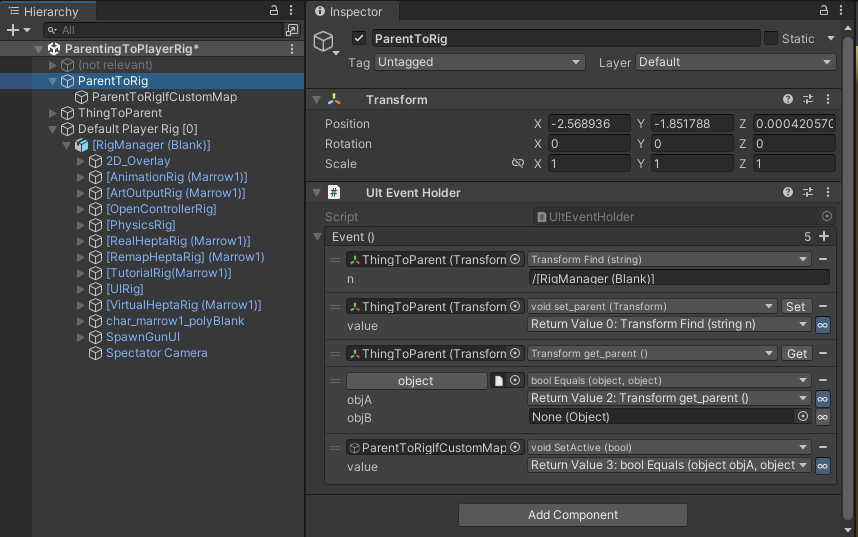 Hierarchy
All
ParentingToPlayerRig*
(not relevant)
ParentToRig
ParentToRigIfCustomMap
ThingToParent
Default Player Rig [0]
[RigManager (Blank)]
2D_Overlay
[AnimationRig (Marrow1)]
[ArtOutputRig (Marrow1)]
[OpenControllerRig]
[PhysicsRig]
[RealHeptaRig (Marrow1)]
[RemapHeptaRig] (Marrow1)
[TutorialRig(Marrow1)]
[UIRig]
[VirtualHeptaRig (Marrow1)]
char_marrow1_polyBlank
SpawnGunUI
Spectator Camera
Inspector
ParentToRig Static
Tag Untagged Layer Default
Transform
Position X -2.568936 Y -1.851788 Z 0.000420570
Rotation X 0 Y 0 Z 0
Scale X 1 Y 1 Z 1
Ult Event Holder
Script UltEventHolder
Event () 5
ThingToParent (Transform Transform Find (string)
n /[RigManager (Blank)]
ThingToParent (Transform void set_parent (Transform) Set
value Return Value 0: Transform Find (string n)
ThingToParent (Transform Transform get_parent () Get
object bool Equals (object, object)
objA Return Value 2: Transform get_parent ()
objB None (Object)
ParentToRigIfCustomMap void SetActive (bool)
value Return Value 3: bool Equals (object objA, object
Add Component